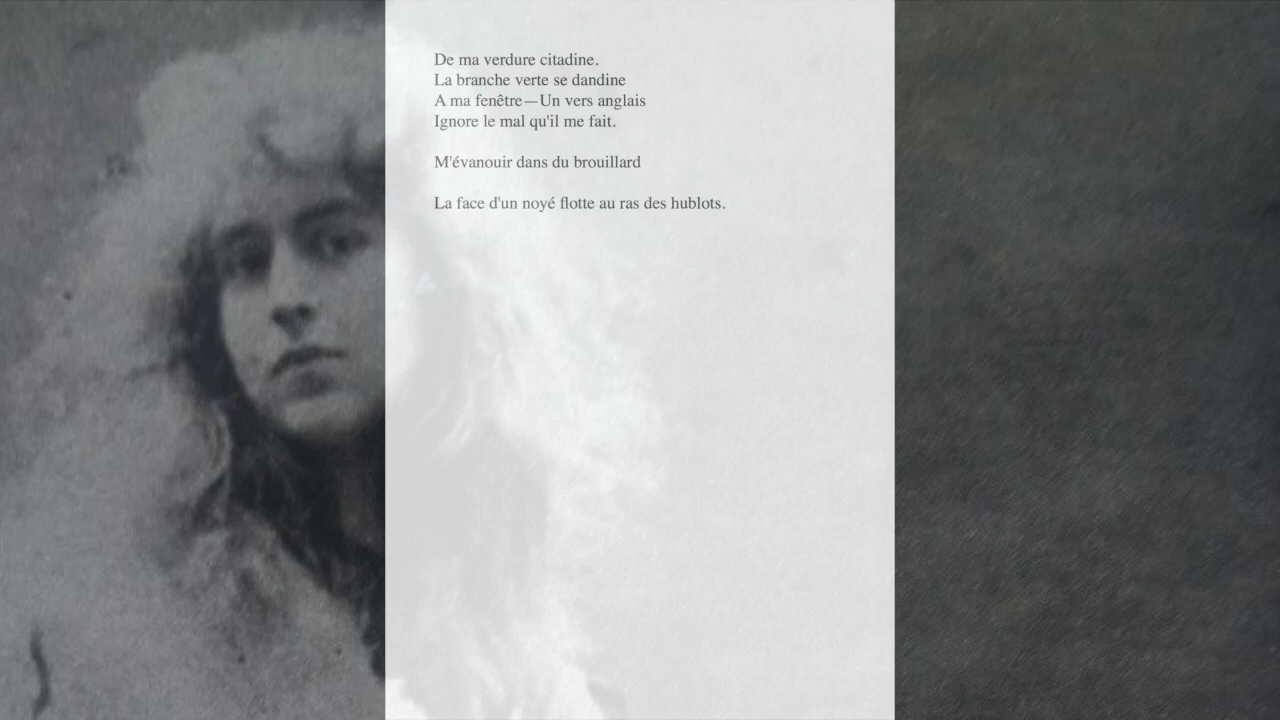 De ma verdure citadine.
La branche verte se dandine
A ma fenêtre—Un vers anglais
Ignore le mal qu'il me fait.
M'évanouir dans du brouillard
La face d'un noyé flotte au ras des hublots.